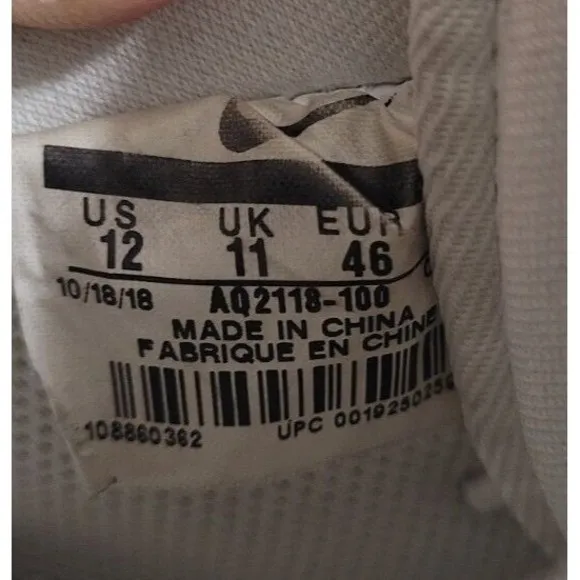 US UK EUR
12 11 46
10/18/18 AQ2118-100
MADE IN CHINA
FABRIQUE EN CHINE
108860362 UPC 00192502